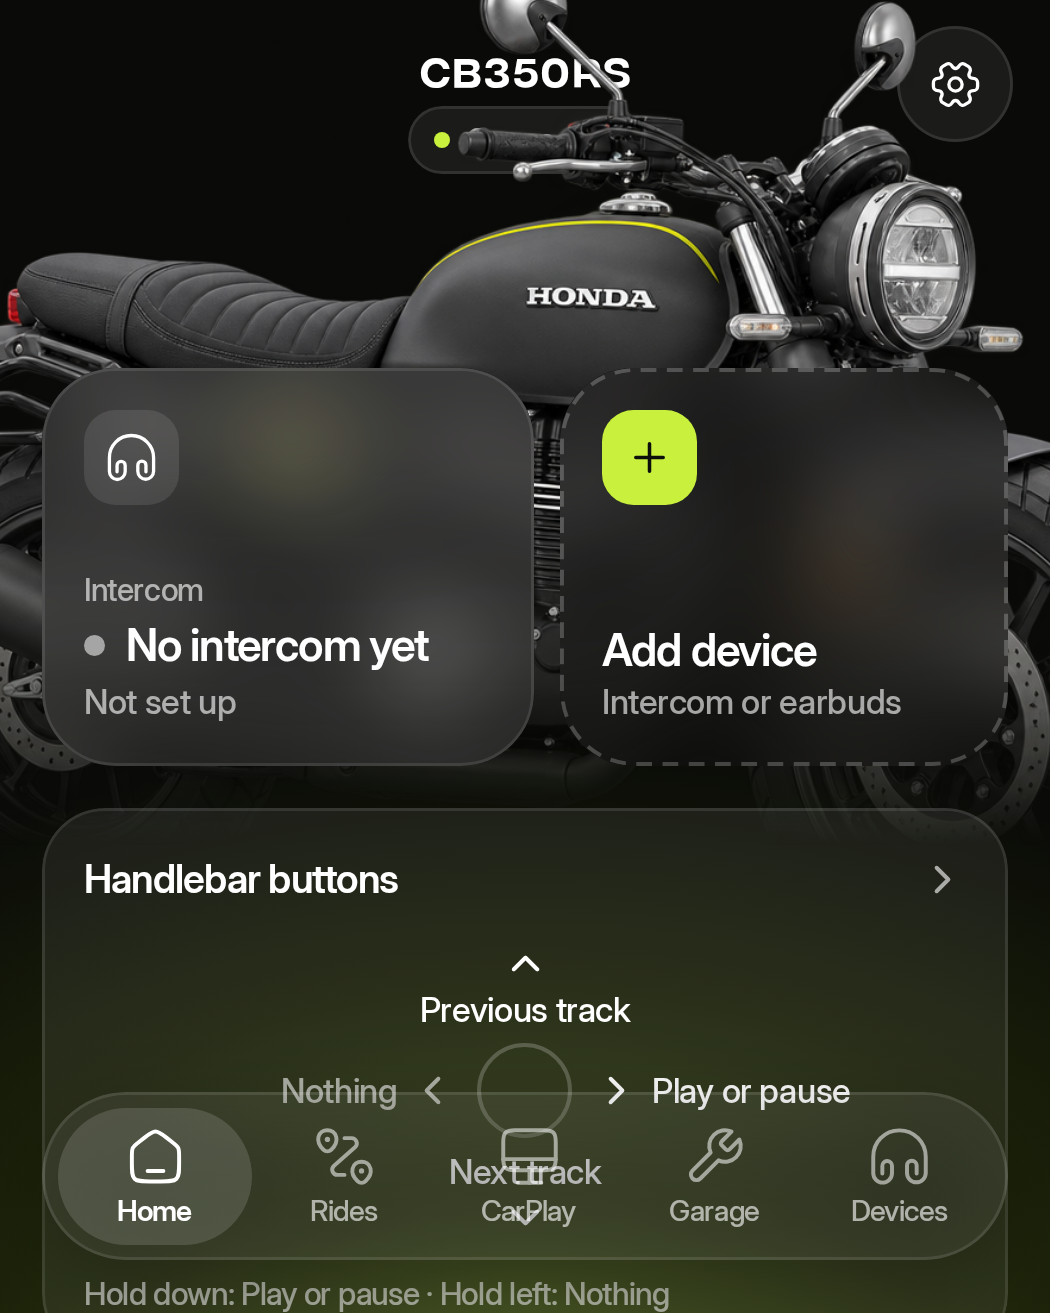 CB350RS
HONDA
Intercom
No intercom yet
Not set up
Add device
Intercom or earbuds
Handlebar buttons
Previous track
Nothing
Play or pause
Next track
Home
Rides
CarPlay
Garage
Devices
Hold down: Play or pause · Hold left: Nothing